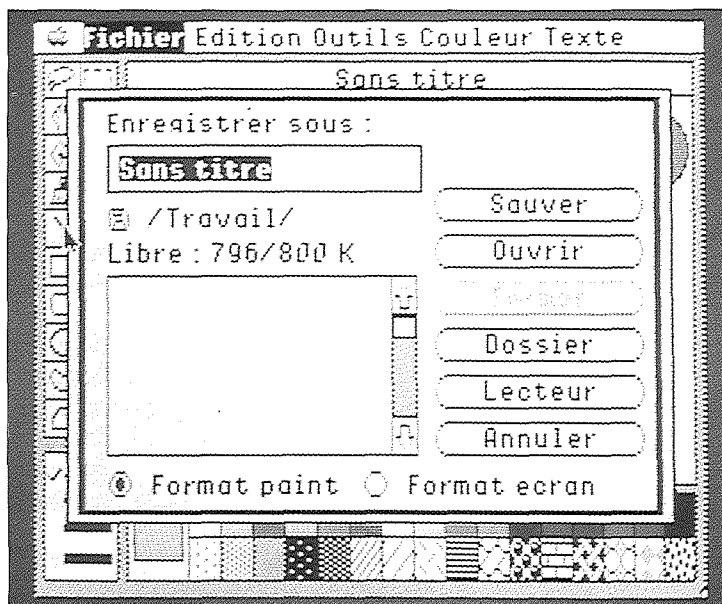 Fichier Edition Outils Couleur Texte
Sans titre
Enregistrer sous :
Sans titre
/Travail/
Libre : 796/800 K
Sauver
Ouvrir
Fermer
Dossier
Lecteur
Annuler
Format paint Format ecran